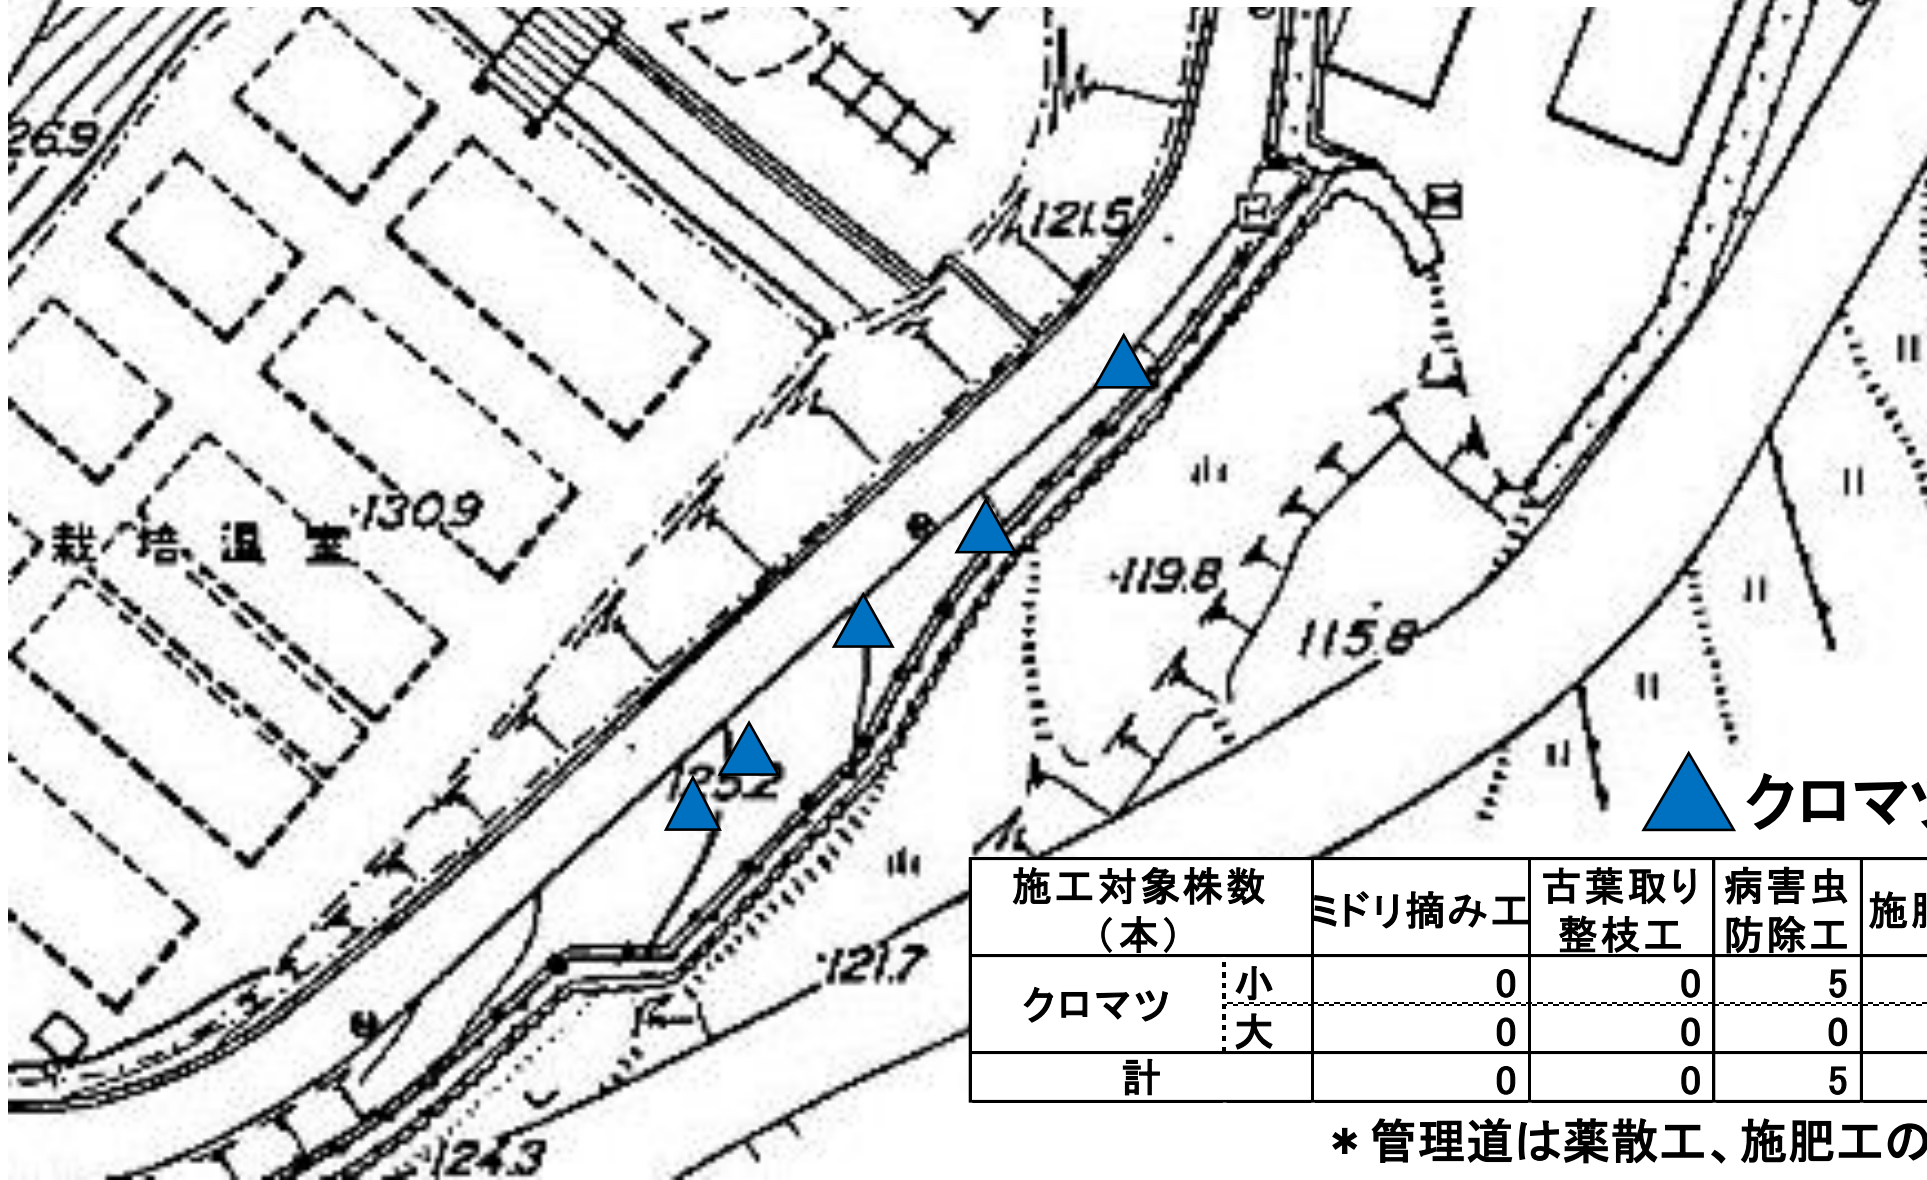 26.9
121.5
130.9
栽培温室
119.8
115.8
125.2
クロマツ
施工対象株数
（本）
ミドリ摘み工
古葉取り
整枝工
病害虫
防除工
施肥
クロマツ
小
0
0
5
大
0
0
0
計
0
0
5
121.7
124.3
＊管理道は薬散工、施肥工の